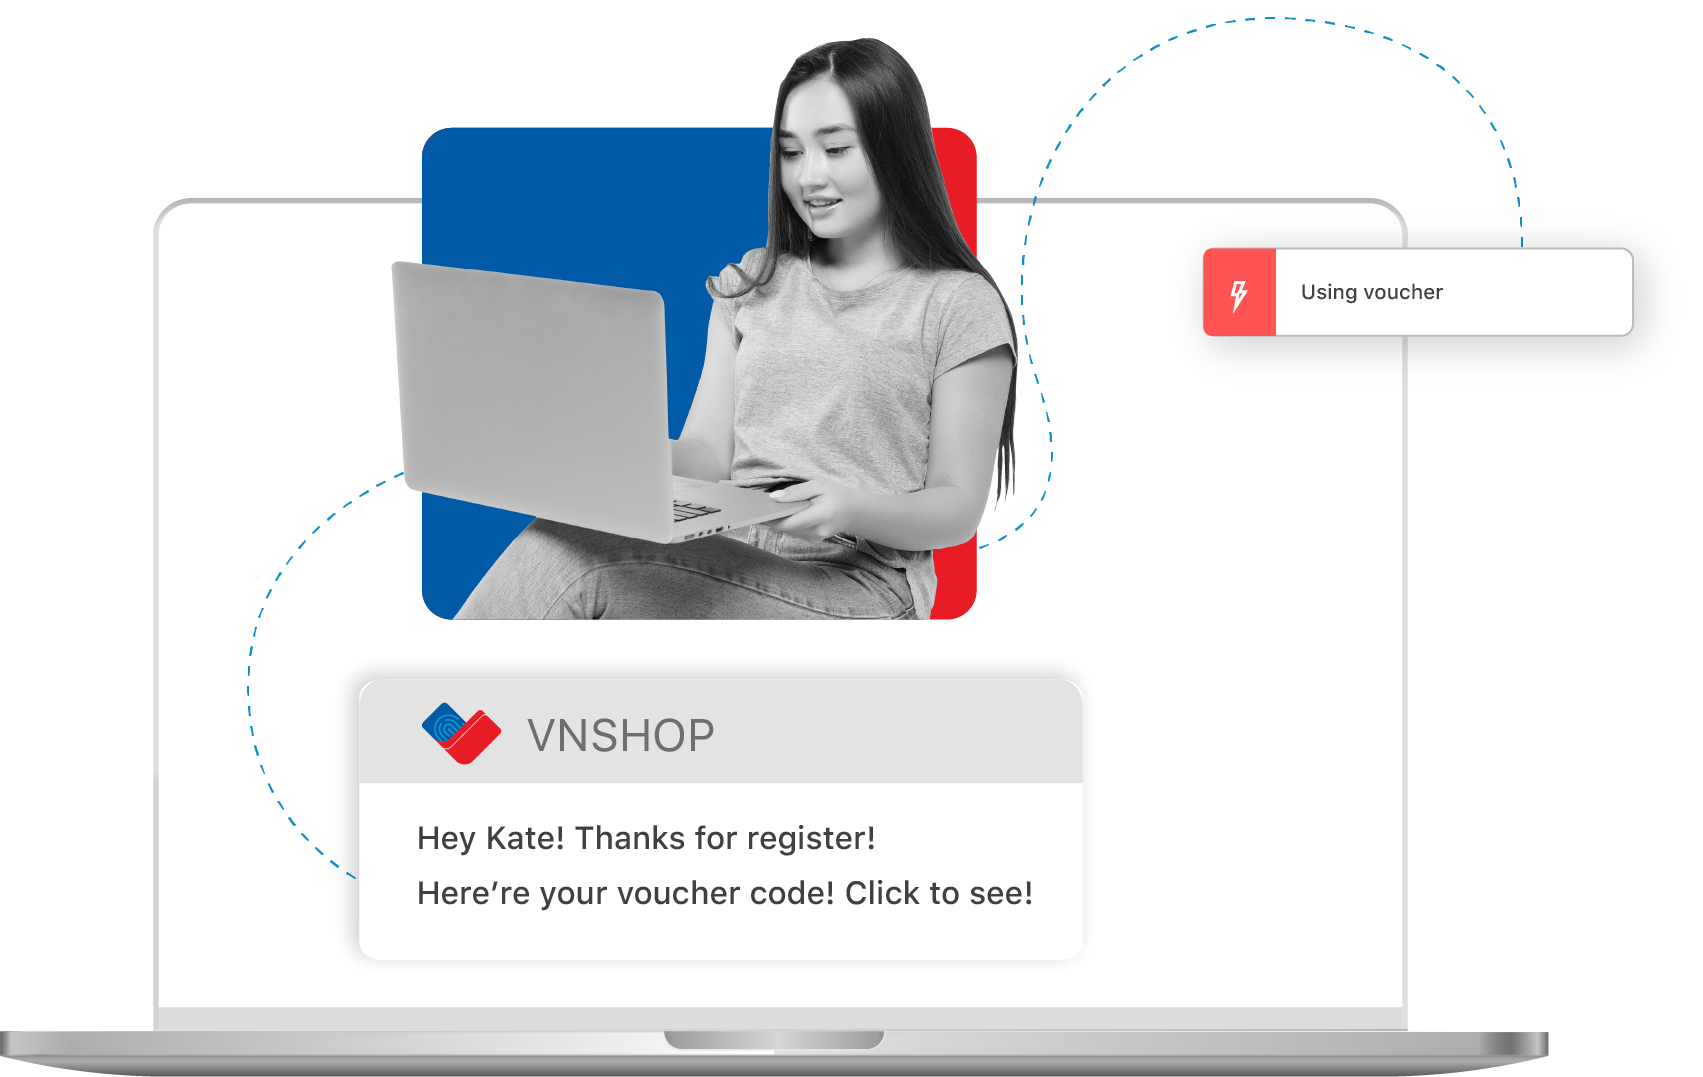 Using voucher
VNSHOP
Hey Kate! Thanks for register!
Here’re your voucher code! Click to see!